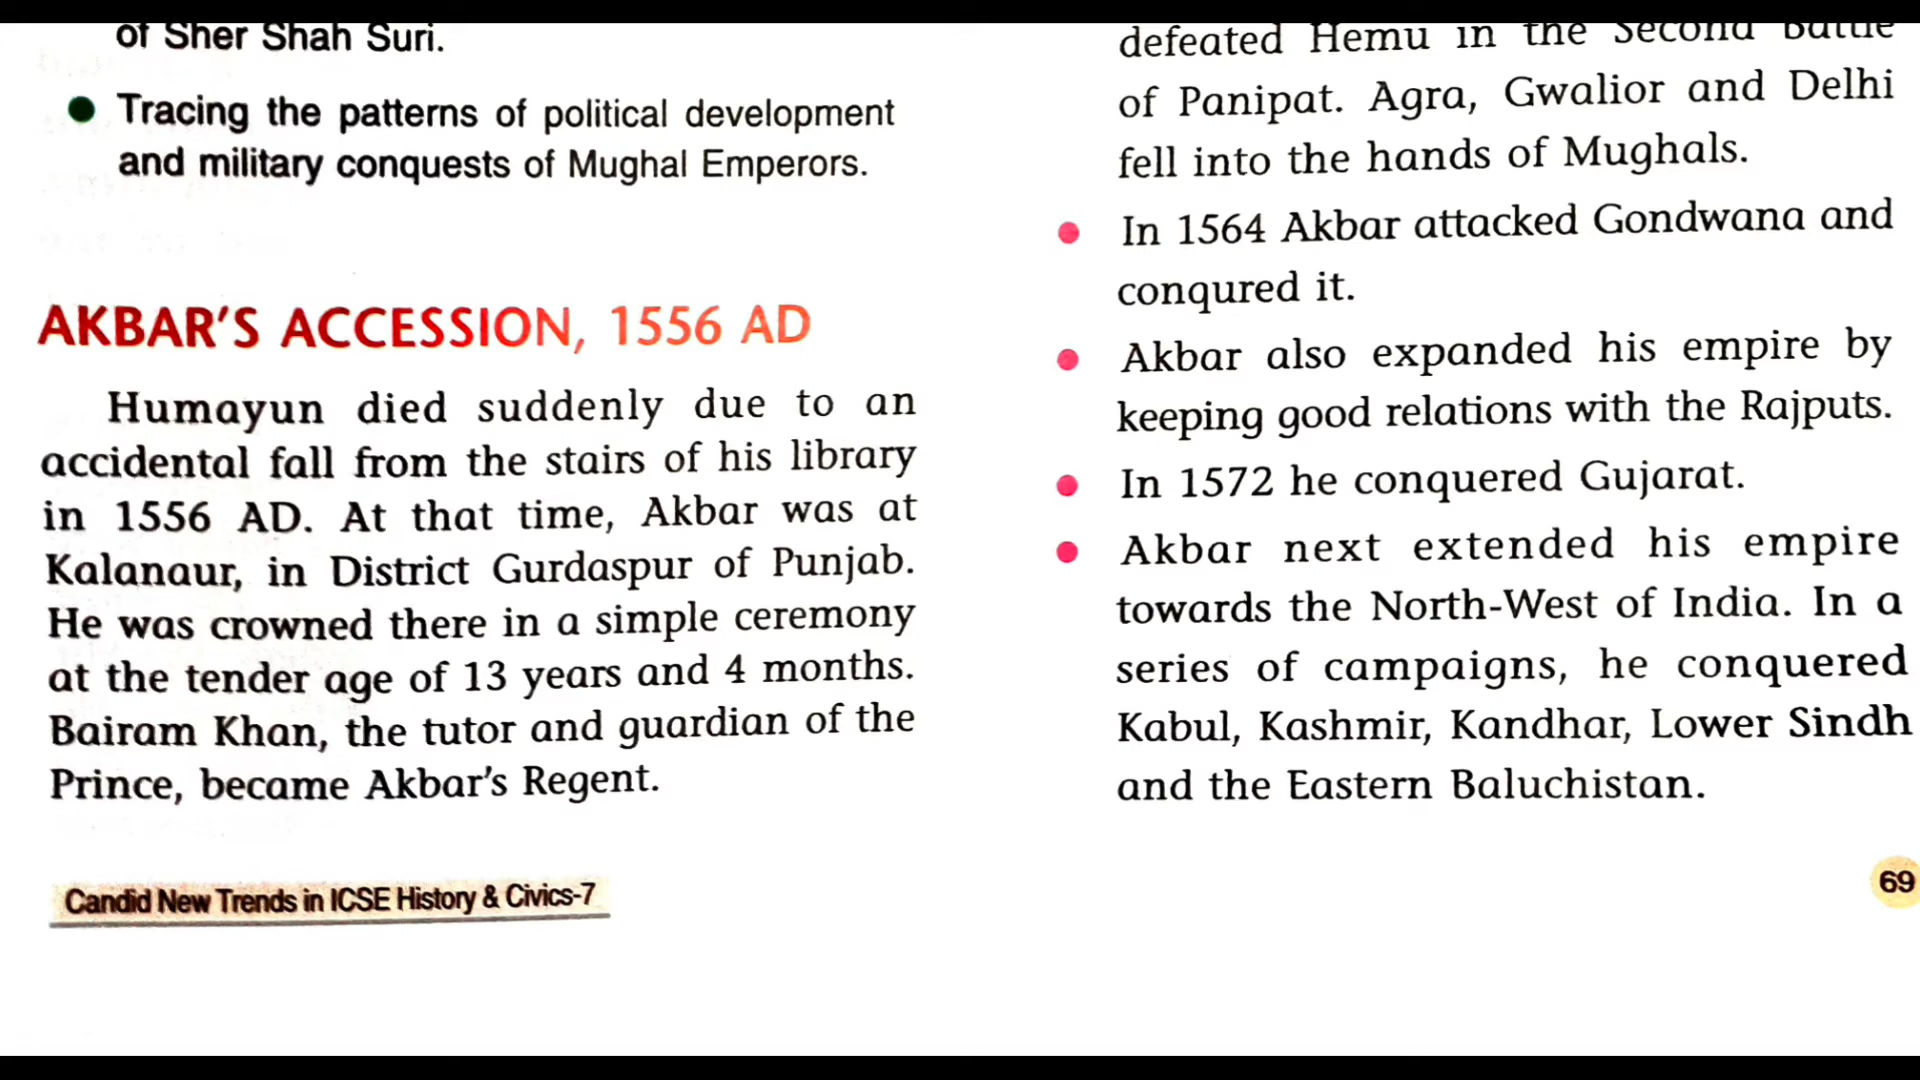 of Sher Shah Suri.
● Tracing the patterns of political development
and military conquests of Mughal Emperors.
AKBAR'S ACCESSION, 1556 AD
Humayun died suddenly due to an
accidental fall from the stairs of his library
in 1556 AD. At that time, Akbar was at
Kalanaur, in District Gurdaspur of Punjab.
He was crowned there in a simple ceremony
at the tender age of 13 years and 4 months.
Bairam Khan, the tutor and guardian of the
Prince, became Akbar's Regent.
Candid New Trends in ICSE History & Civics-7
defeated Hemu in the Second Battle
of Panipat. Agra, Gwalior and Delhi
fell into the hands of Mughals.
● In 1564 Akbar attacked Gondwana and
conqured it.
● Akbar also expanded his empire by
keeping good relations with the Rajputs.
● In 1572 he conquered Gujarat.
● Akbar next extended his empire
towards the North-West of India. In a
series of campaigns, he conquered
Kabul, Kashmir, Kandhar, Lower Sindh
and the Eastern Baluchistan.
69